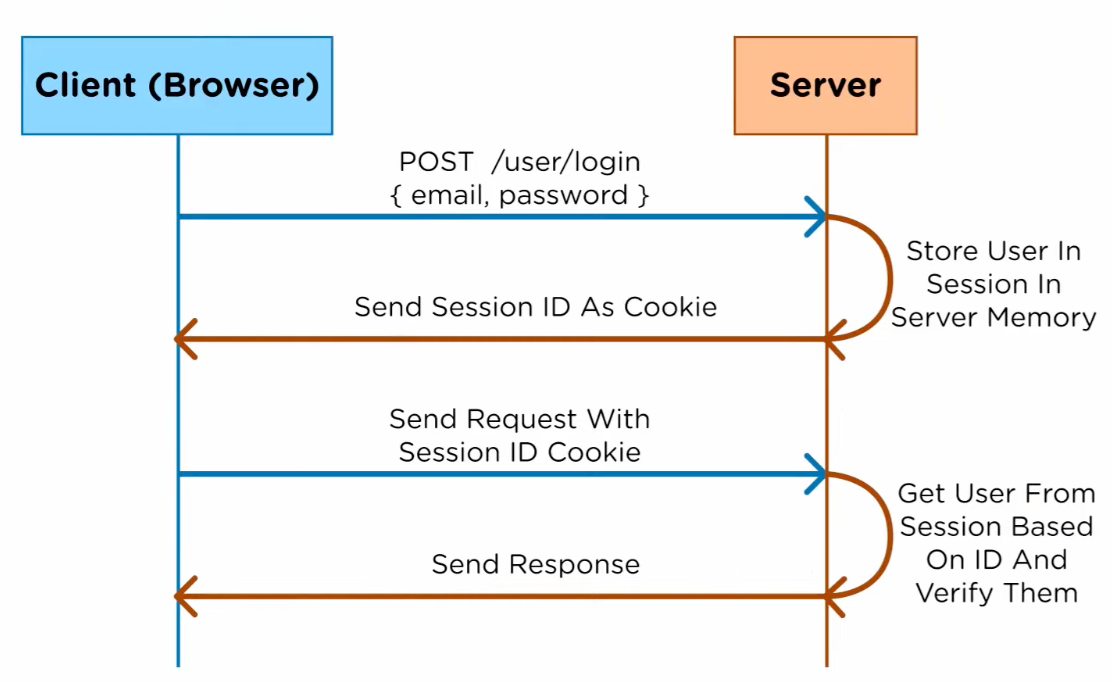 Client (Browser)
Server
POST /user/login
{ email, password }
Store User In
Session In
Server Memory
Send Session ID As Cookie
Send Request With
Session ID Cookie
Get User From
Session Based
On ID And
Verify Them
Send Response